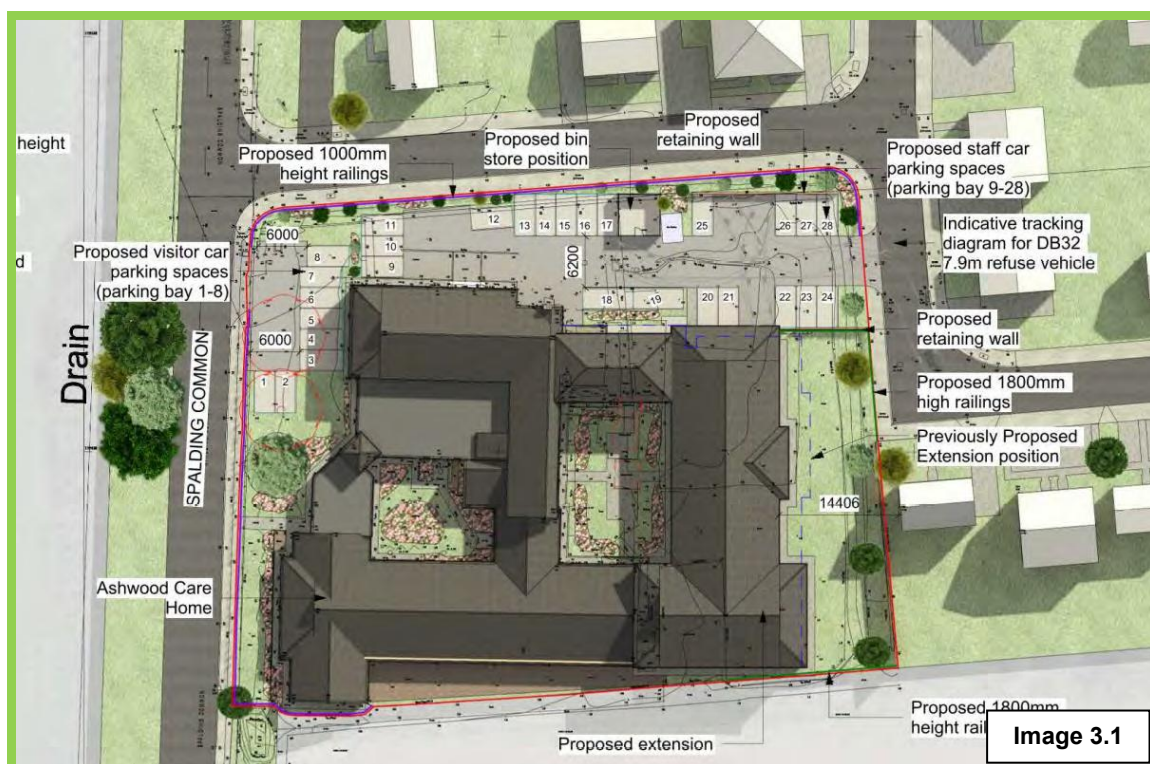 height
d
Drain
SPALDING COMMON
Proposed 1000mm
height railings
Proposed bin
store position
Proposed
retaining wall
Proposed staff car
parking spaces
(parking bay 9-28)
Indicative tracking
diagram for DB32
7.9m refuse vehicle
Proposed visitor car
parking spaces
(parking bay 1-8)
6000
6000
6200
11
10
9
8
7
6
5
4
3
1 2
12
13 14 15 16 17
25
26 27 28
18 19
20 21
22 23 24
Proposed
retaining wall
Proposed 1800mm
high railings
Previously Proposed
Extension position
14406
Ashwood Care
Home
Proposed extension
Proposed 1800mm
height rail
Image 3.1